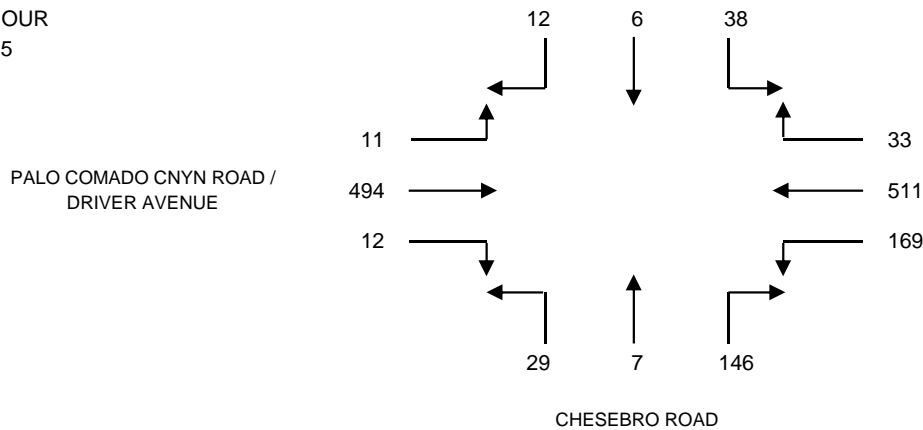 OUR
5
12 6 38
11 33
PALO COMADO CNYN ROAD /
DRIVER AVENUE
494 511
12 169
29 7 146
CHESEBRO ROAD